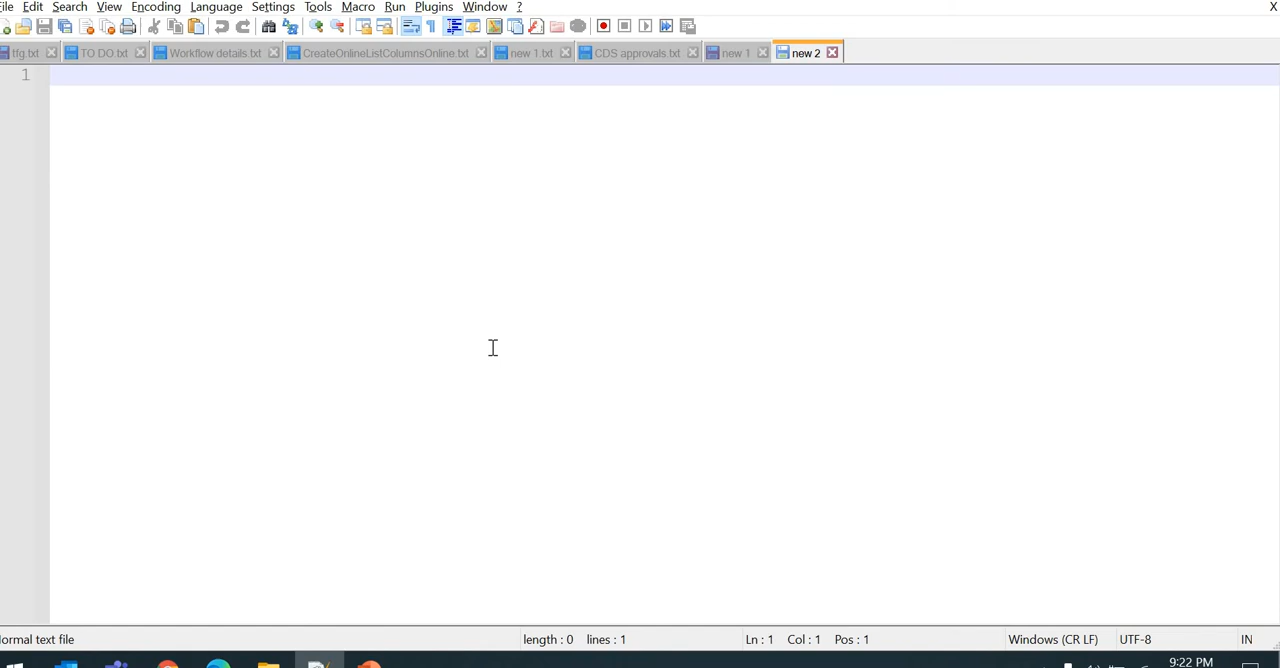 ile Edit Search View Encoding Language Settings Tools Macro Run Plugins Window ? X
tfg.txt TO DO txt Workflow details txt CreateOnlineListColumnsOnline.txt new 1.txt CDS approvals.txt new 1 new 2
1
ormal text file length : 0 lines : 1 Ln : 1 Col : 1 Pos : 1 Windows (CR LF) UTF-8 IN
9:22 PM